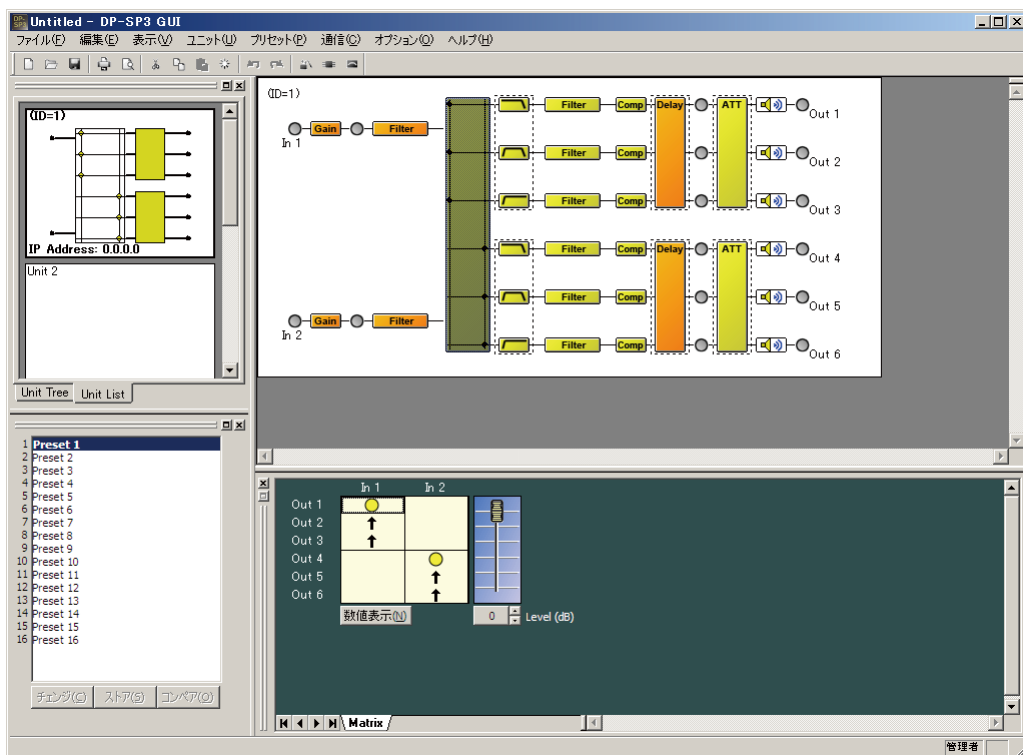 DP-SP3 Untitled - DP-SP3 GUI
ファイル(F) 編集(E) 表示(V) ユニット(U) プリセット(P) 通信(C) オプション(O) ヘルプ(H)
(ID=1)
IP Address: 0.0.0.0
Unit 2
Unit Tree Unit List
(ID=1)
In 1 Gain Filter
In 2 Gain Filter
Filter Comp Delay ATT Out 1
Filter Comp Out 2
Filter Comp Out 3
Filter Comp Delay ATT Out 4
Filter Comp Out 5
Filter Comp Out 6
1 Preset 1
2 Preset 2
3 Preset 3
4 Preset 4
5 Preset 5
6 Preset 6
7 Preset 7
8 Preset 8
9 Preset 9
10 Preset 10
11 Preset 11
12 Preset 12
13 Preset 13
14 Preset 14
15 Preset 15
16 Preset 16
チェンジ(C) ストア(S) コンペア(O)
In 1 In 2
Out 1
Out 2
Out 3
Out 4
Out 5
Out 6
数値表示(N) 0 Level (dB)
Matrix
管理者